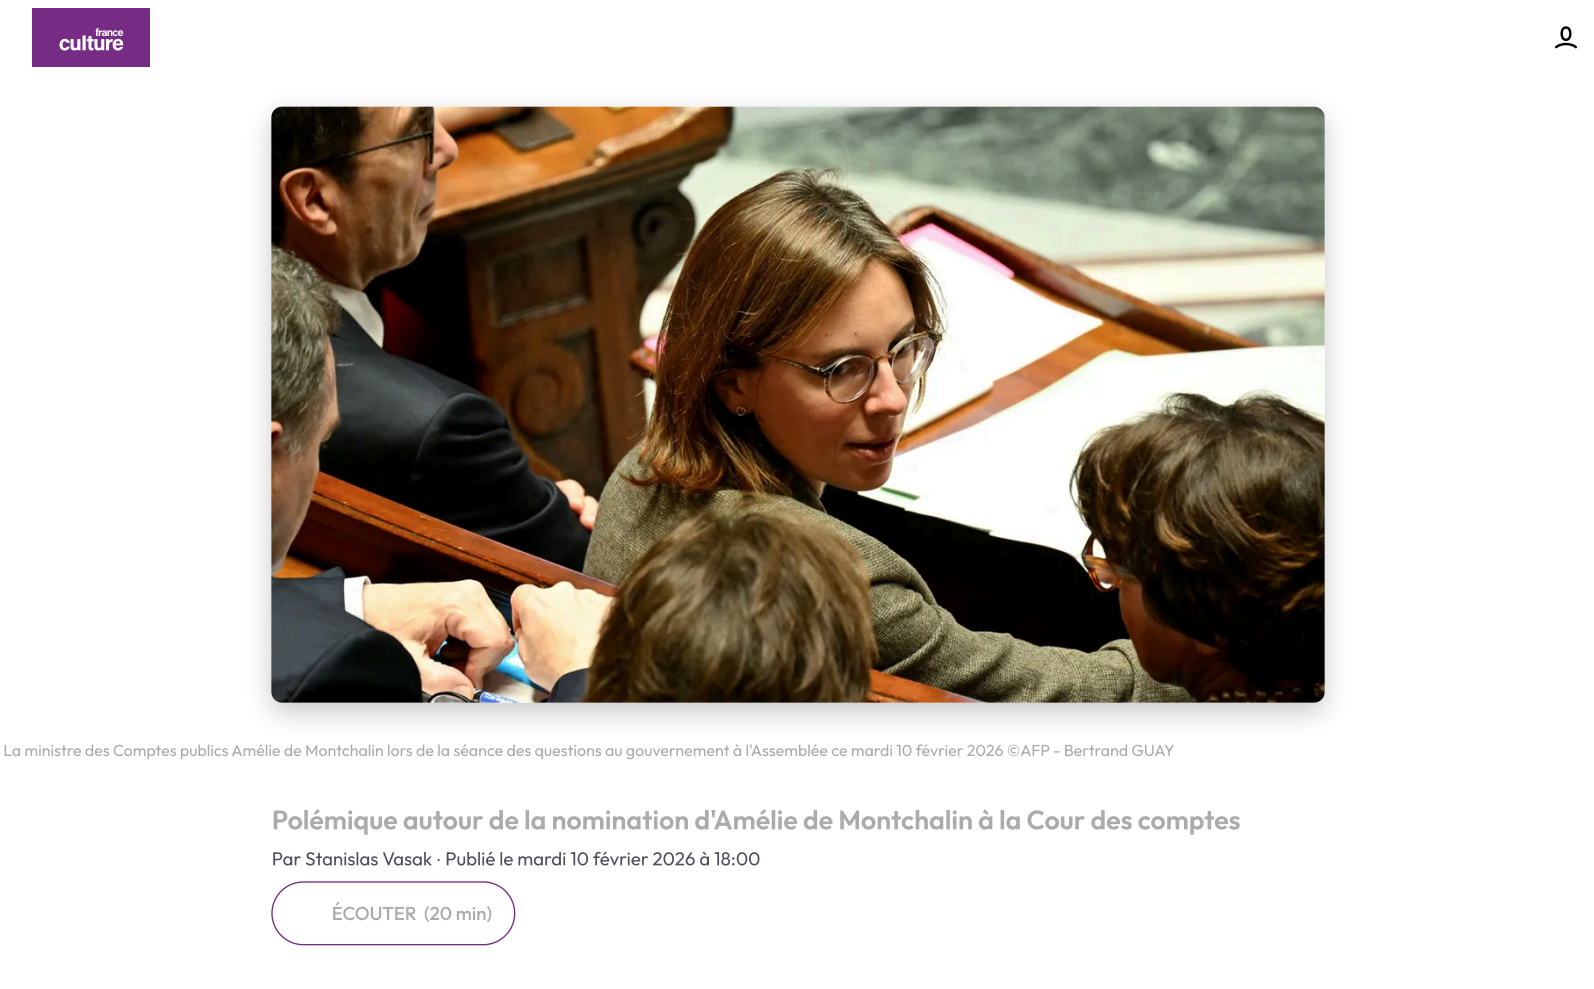 france
culture
La ministre des Comptes publics Amélie de Montchalin lors de la séance des questions au gouvernement à l'Assemblée ce mardi 10 février 2026 ©AFP - Bertrand GUAY
Polémique autour de la nomination d'Amélie de Montchalin à la Cour des comptes
Par Stanislas Vasak · Publié le mardi 10 février 2026 à 18:00
ÉCOUTER (20 min)